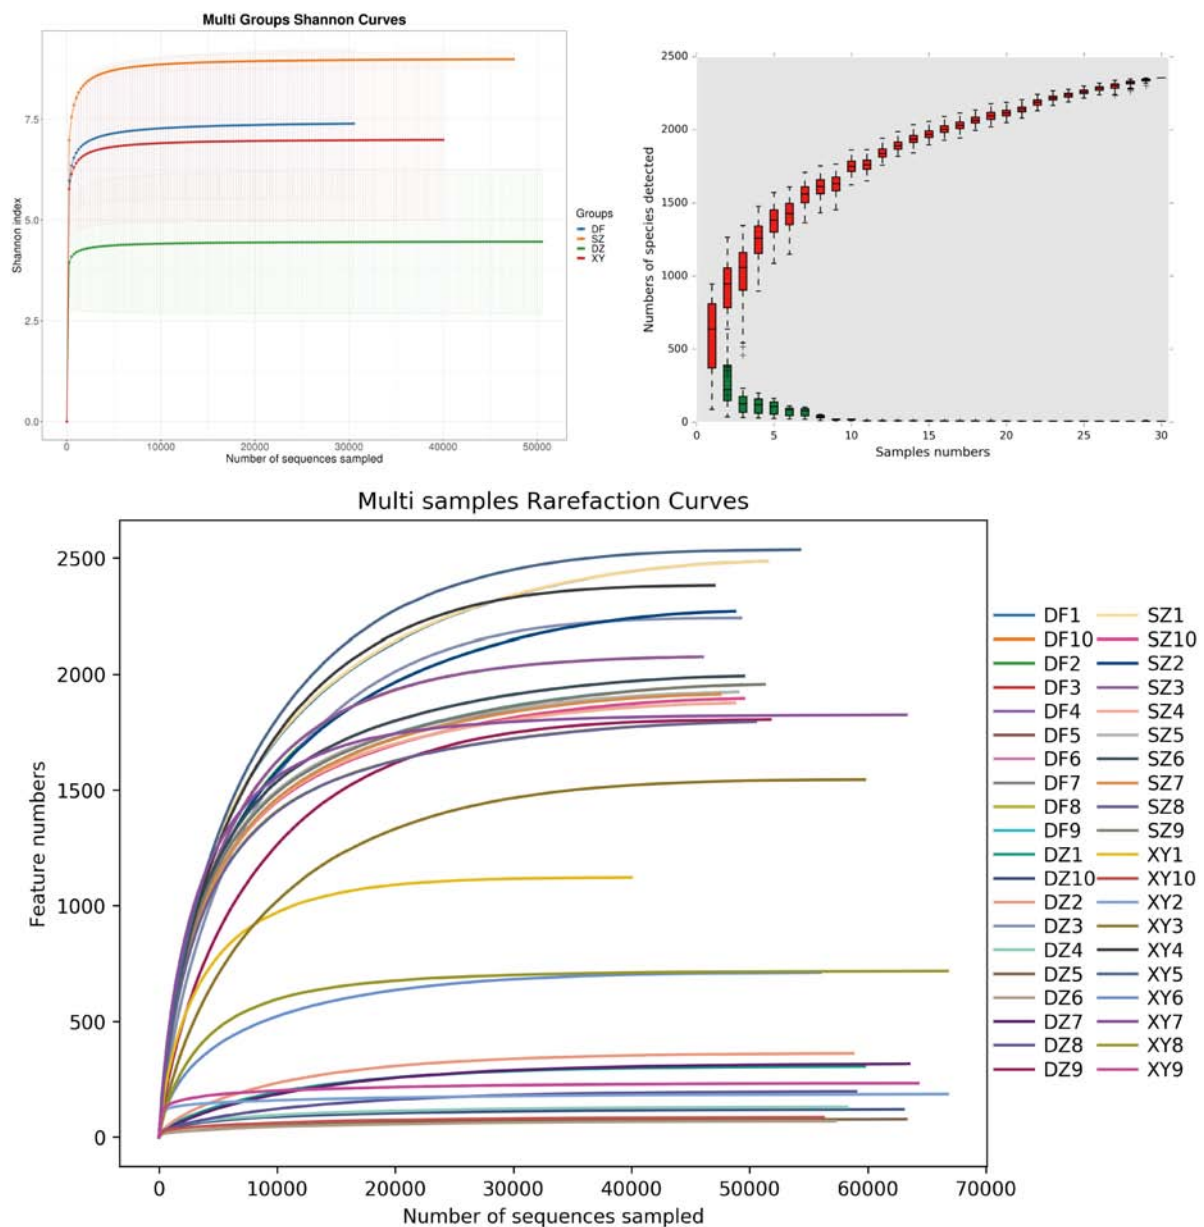 Multi Groups Shannon Curves
Shannon index
7.5
5.0
2.5
0.0
0 10000 20000 30000 40000 50000
Number of sequences sampled
Groups
DF
SZ
DZ
XY
Numbers of species detected
2500
2000
1500
1000
500
0
0 5 10 15 20 25 30
Samples numbers
Multi samples Rarefaction Curves
Feature numbers
2500
2000
1500
1000
500
0
0 10000 20000 30000 40000 50000 60000 70000
Number of sequences sampled
DF1 SZ1
DF10 SZ10
DF2 SZ2
DF3 SZ3
DF4 SZ4
DF5 SZ5
DF6 SZ6
DF7 SZ7
DF8 SZ8
DF9 SZ9
DZ1 XY1
DZ10 XY10
DZ2 XY2
DZ3 XY3
DZ4 XY4
DZ5 XY5
DZ6 XY6
DZ7 XY7
DZ8 XY8
DZ9 XY9